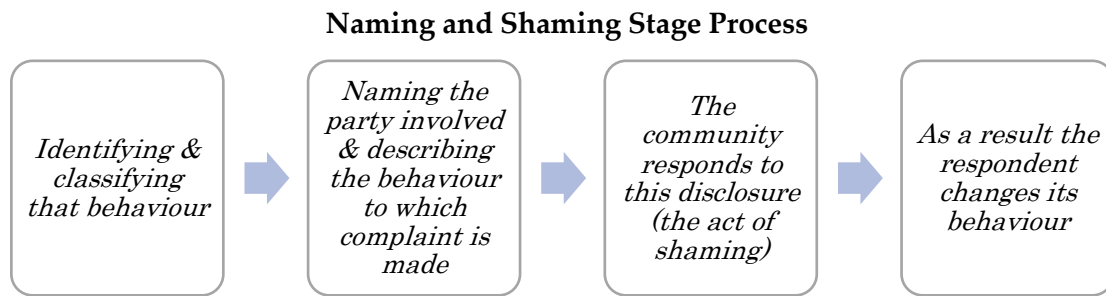 Naming and Shaming Stage Process
Identifying &
classifying
that behaviour
Naming the
party involved
& describing
the behaviour
to which
complaint is
made
The
community
responds to
this disclosure
(the act of
shaming)
As a result the
respondent
changes its
behaviour